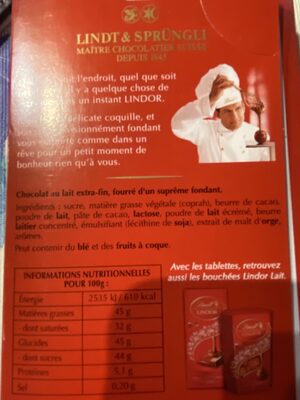 LINDT & SPRÜNGLI
MAÎTRE CHOCOLATIER SUISSE
DEPUIS 1845
l'endroit, quel que soit
y a quelque chose de
un instant LINDOR.
délicate coquille, et
fondant
comme dans un
rêve pour un petit moment de
bonheur rien qu'à vous.
Chocolat au lait extra-fin, fourré d'un suprême fondant.
Ingrédients : sucre, matière grasse végétale (coprah), beurre de cacao,
poudre de lait, pâte de cacao, lactose, poudre de lait écrémé, beurre
laitier concentré, émulsifiant (lécithine de soja), extrait de malt d'orge,
arômes.
Peut contenir du blé et des fruits à coque.
INFORMATIONS NUTRITIONNELLES
POUR 100g :
Énergie 2535 kJ / 610 kcal
Matières grasses 45 g
- dont saturées 32 g
Glucides 45 g
- dont sucres 44 g
Protéines 5,1 g
Sel 0,20 g
Avec les tablettes, retrouvez
aussi les bouchées Lindor Lait.
Lindt
LINDOR
Lindt